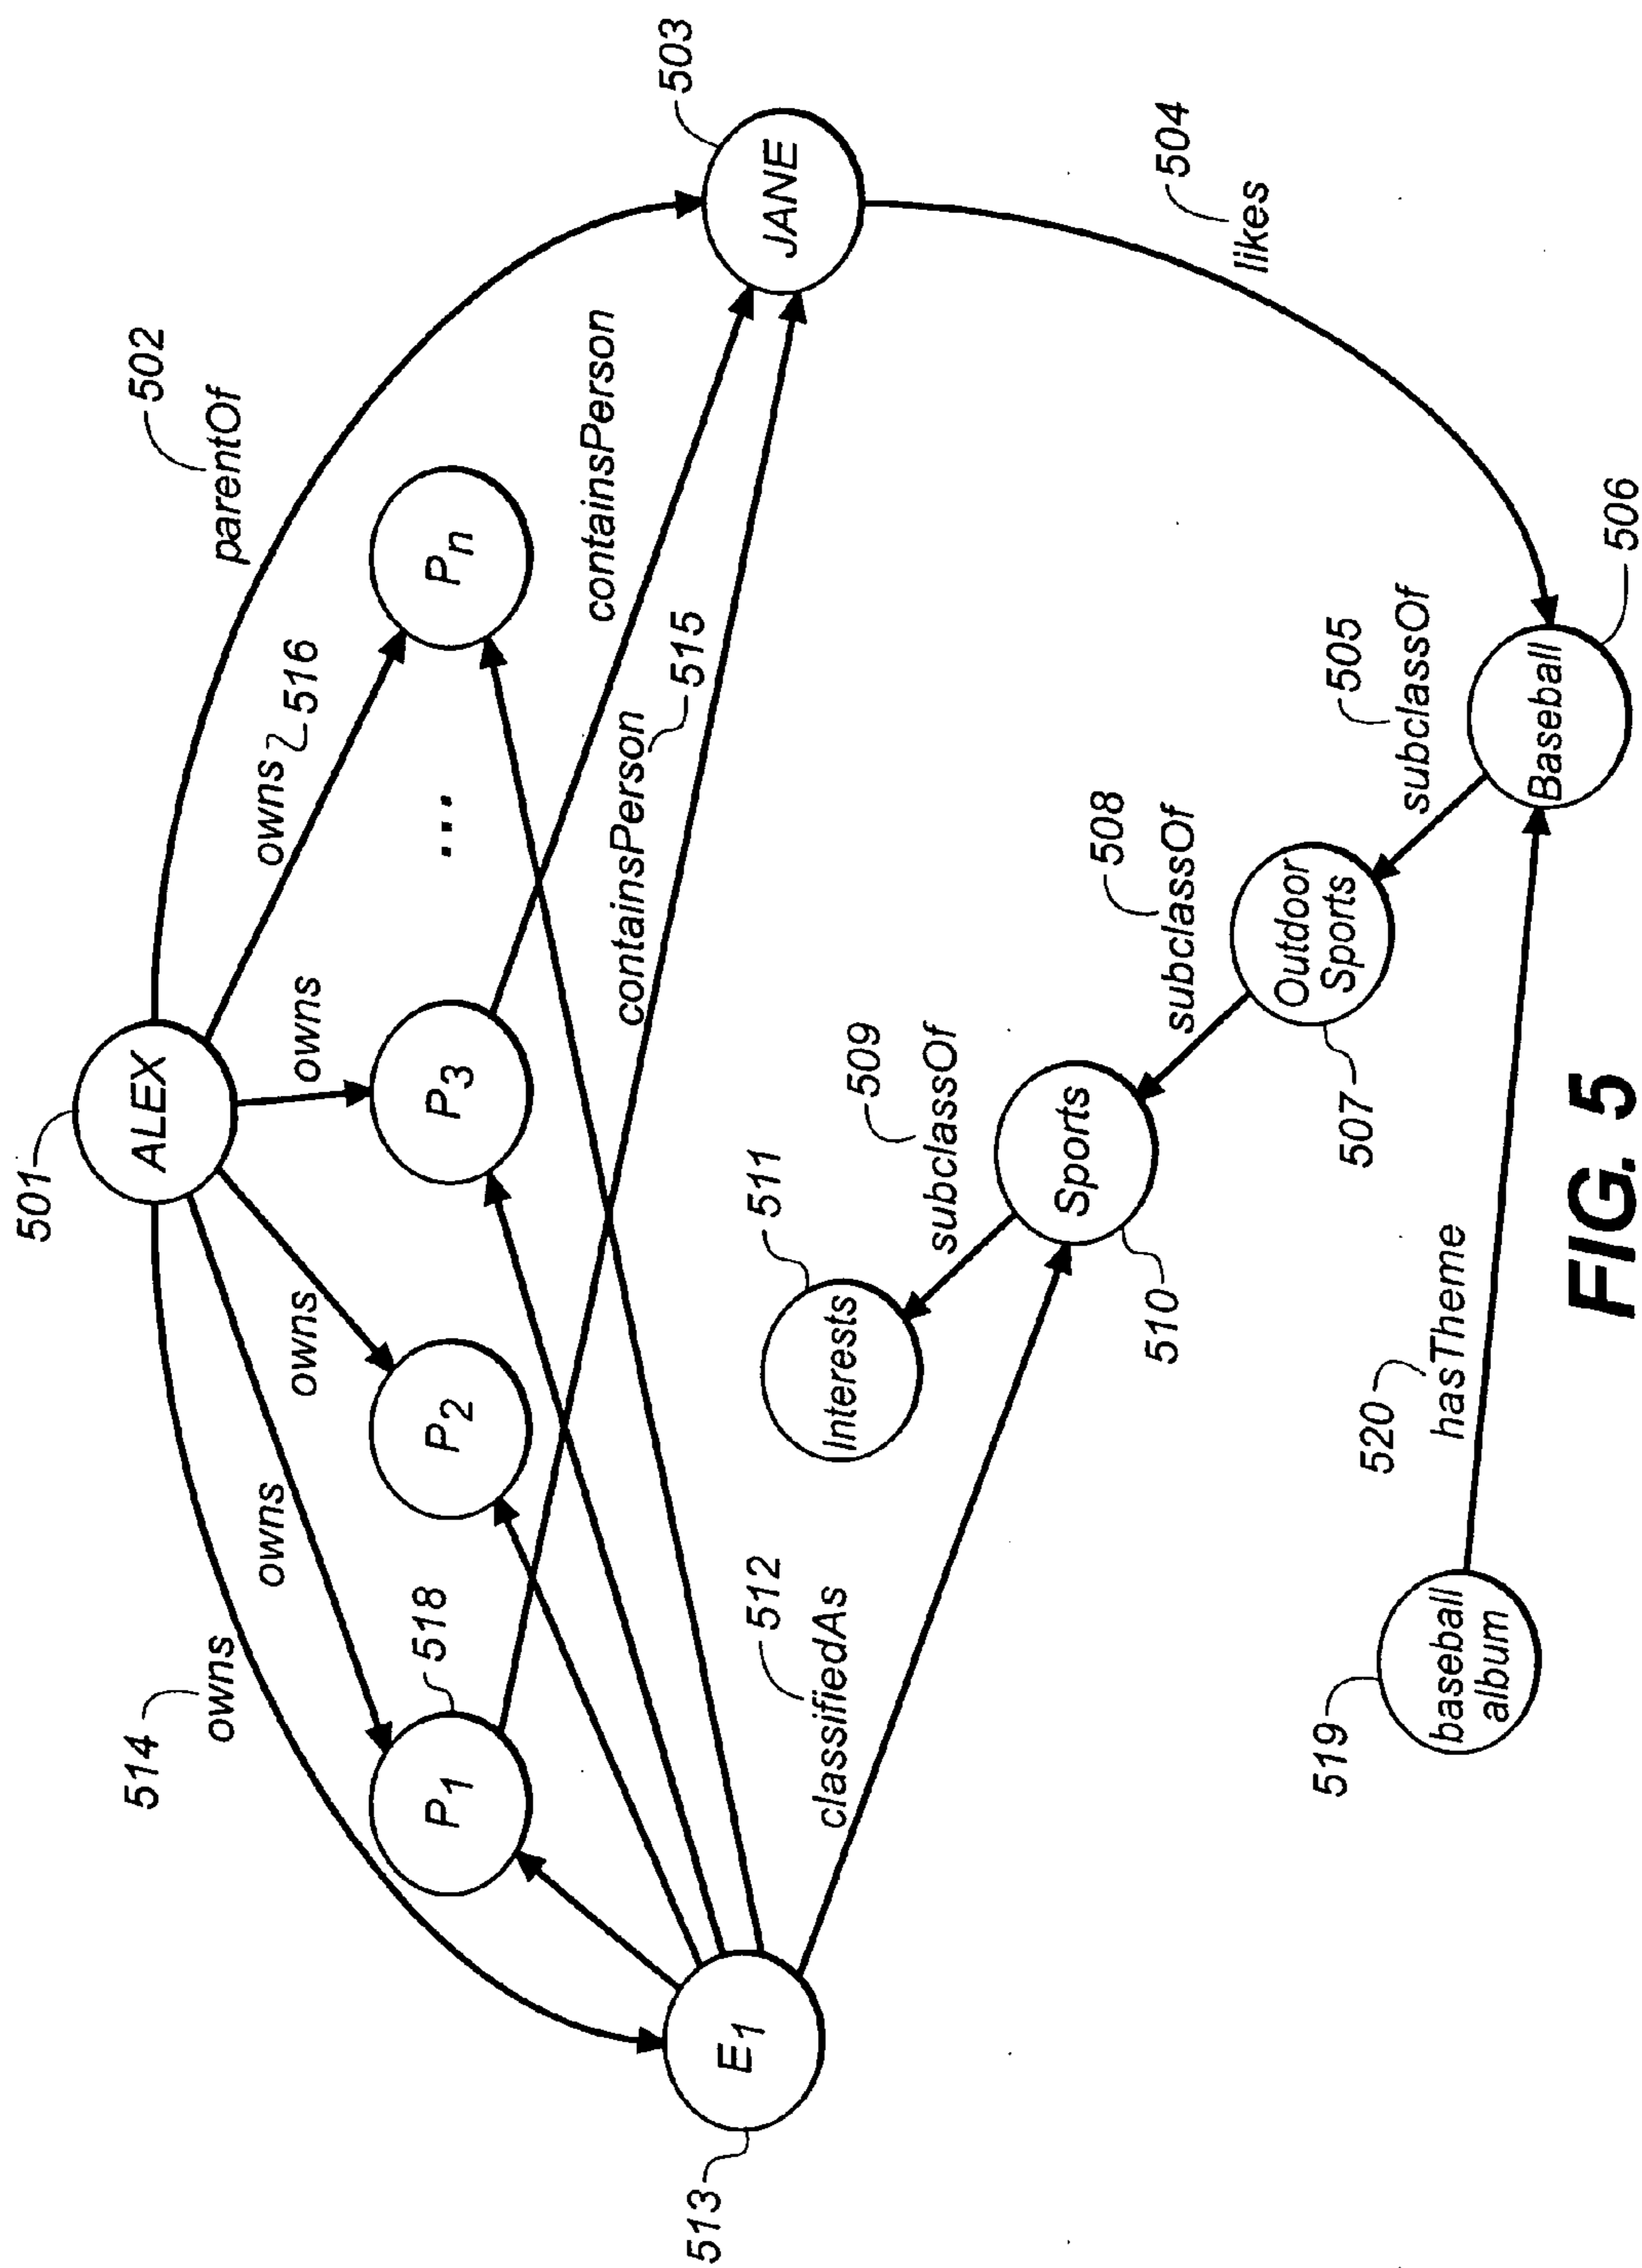 501
ALEX
502
parentOf
514
owns
owns
owns
owns
owns
516
P1
518
P2
P3
...
Pn
containsPerson
containsPerson
515
503
JANE
E1
513
512
classifiedAs
Interests
511
509
subclassOf
Sports
510
508
subclassOf
Outdoor
Sports
507
505
subclassOf
504
likes
Baseball
506
519
baseball
album
520
hasTheme
FIG. 5